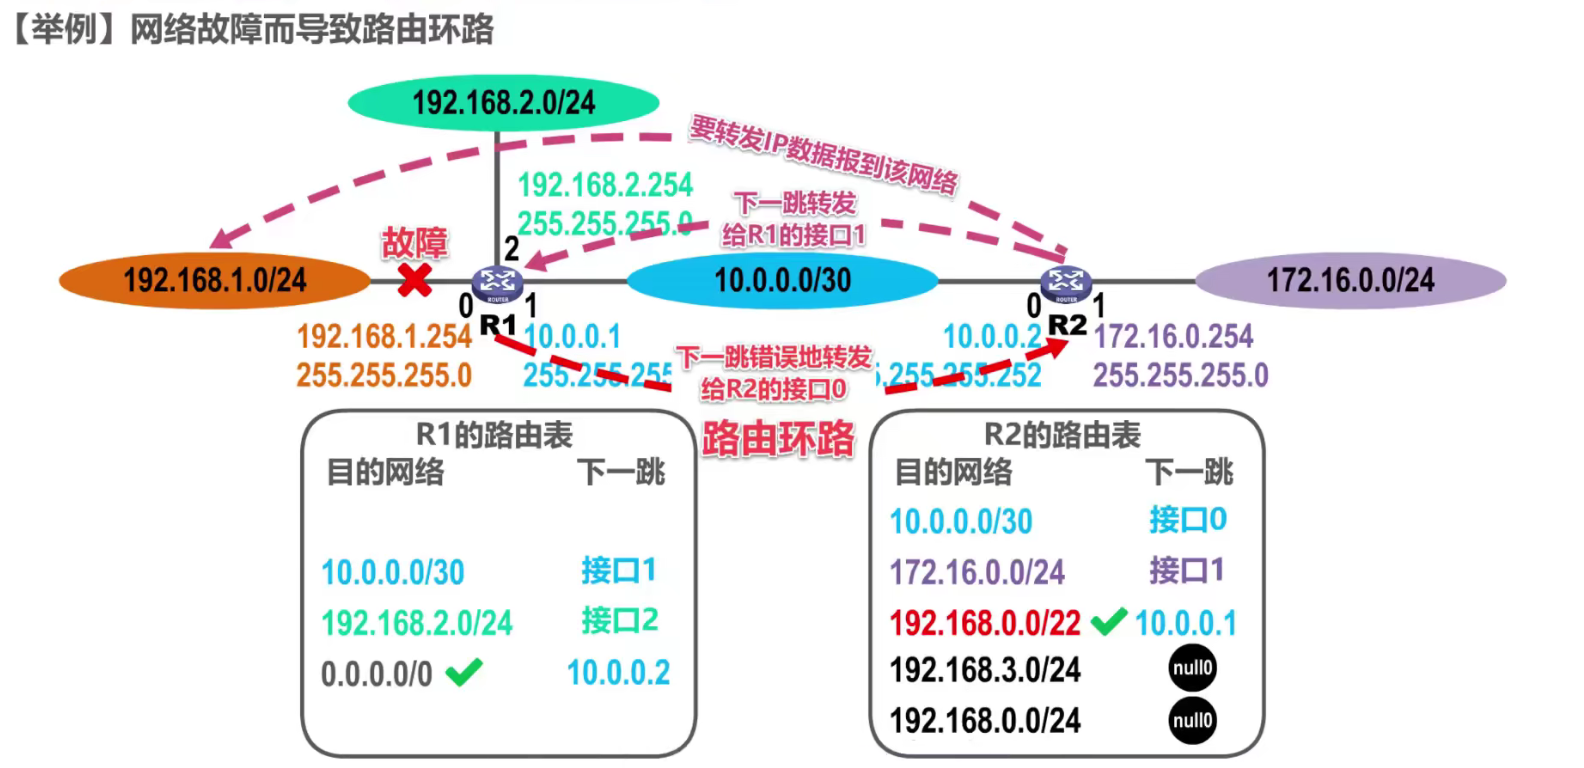 【举例】网络故障而导致路由环路
192.168.2.0/24
要转发IP数据报到该网络
192.168.2.254
255.255.255.0
下一跳转发
给R1的接口1
故障
2
192.168.1.0/24
10.0.0.0/30
172.16.0.0/24
ROUTER
ROUTER
0
R1
1
0
R2
1
192.168.1.254
255.255.255.0
10.0.0.1
255.255.255
下一跳错误地转发
给R2的接口0
10.0.0.2
.255.255.252
172.16.0.254
255.255.255.0
路由环路
R1的路由表
目的网络 下一跳
10.0.0.0/30 接口1
192.168.2.0/24 接口2
0.0.0.0/0 10.0.0.2
R2的路由表
目的网络 下一跳
10.0.0.0/30 接口0
172.16.0.0/24 接口1
192.168.0.0/22 10.0.0.1
192.168.3.0/24 null0
192.168.0.0/24 null0